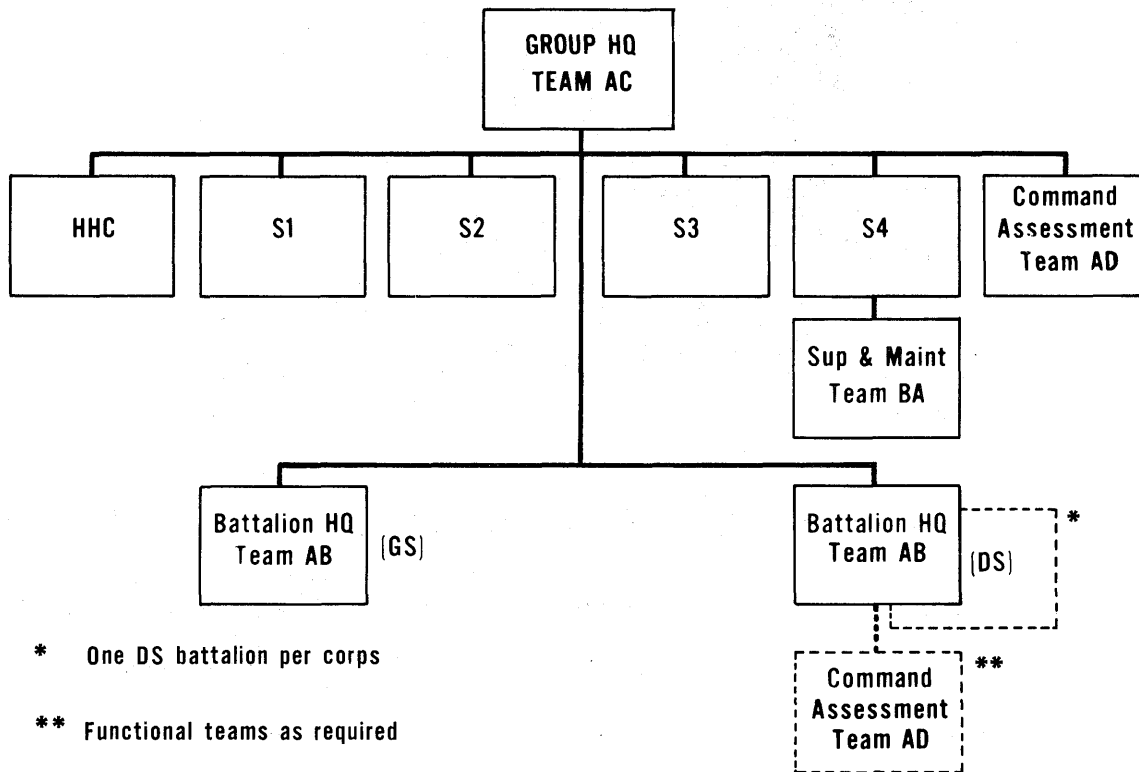 GROUP HQ
TEAM AC
HHC
S1
S2
S3
S4
Command
Assessment
Team AD
Sup & Maint
Team BA
Battalion HQ
Team AB
(GS)
Battalion HQ
Team AB
(DS)
*
Command
Assessment
Team AD
**
* One DS battalion per corps
** Functional teams as required